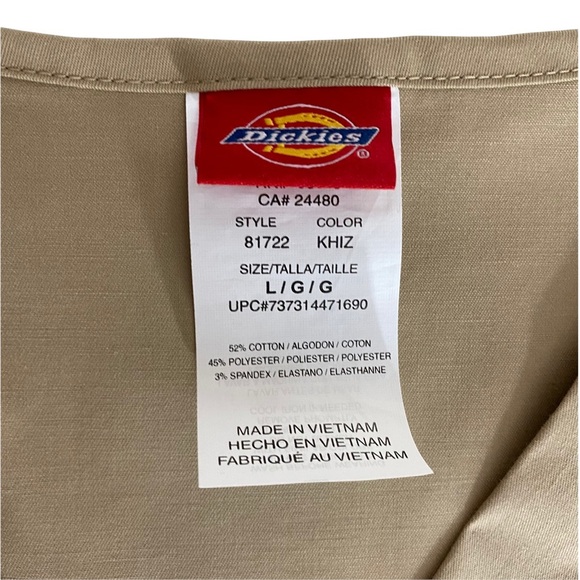 Dickies
®
CA# 24480
STYLE COLOR
81722 KHIZ
SIZE/TALLA/TAILLE
L / G / G
UPC#737314471690
52% COTTON / ALGODON / COTON
45% POLYESTER / POLIESTER / POLYESTER
3% SPANDEX / ELASTANO / ELASTHANNE
MADE IN VIETNAM
HECHO EN VIETNAM
FABRIQUÉ AU VIETNAM